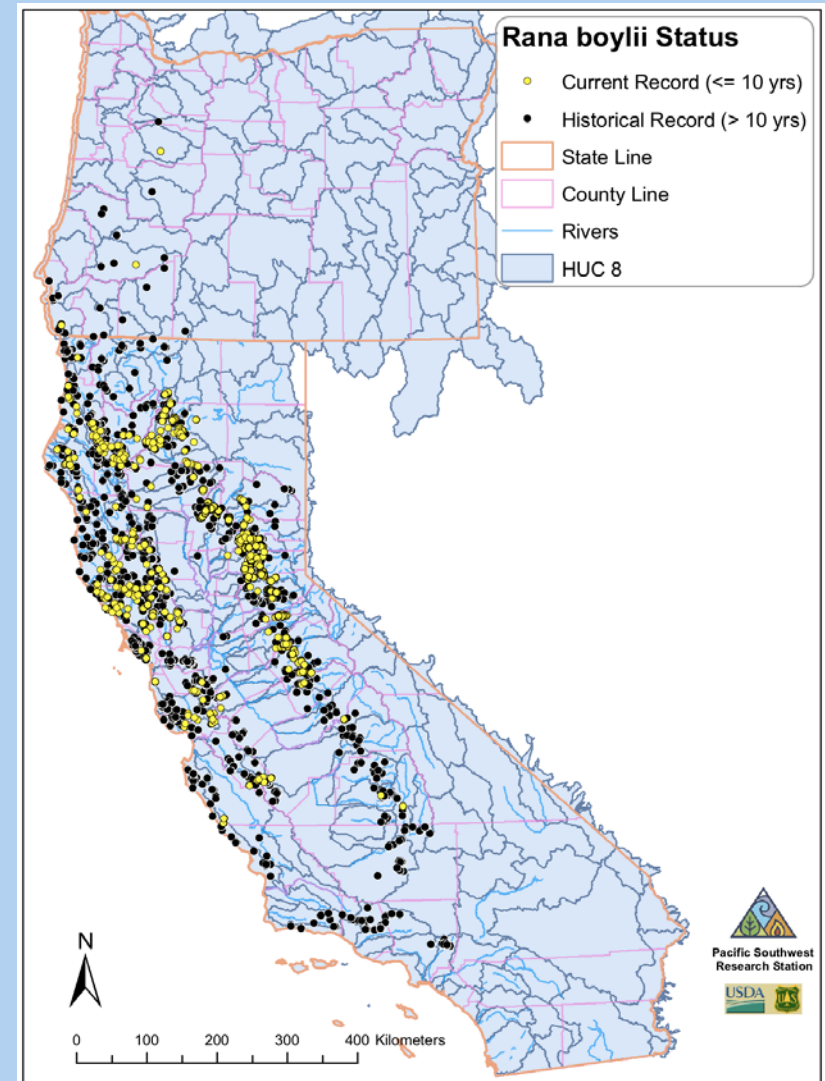 Rana boylii Status
Current Record (<= 10 yrs)
Historical Record (> 10 yrs)
State Line
County Line
Rivers
HUC 8
N
0 100 200 300 400 Kilometers
Pacific Southwest
Research Station
USDA
U S